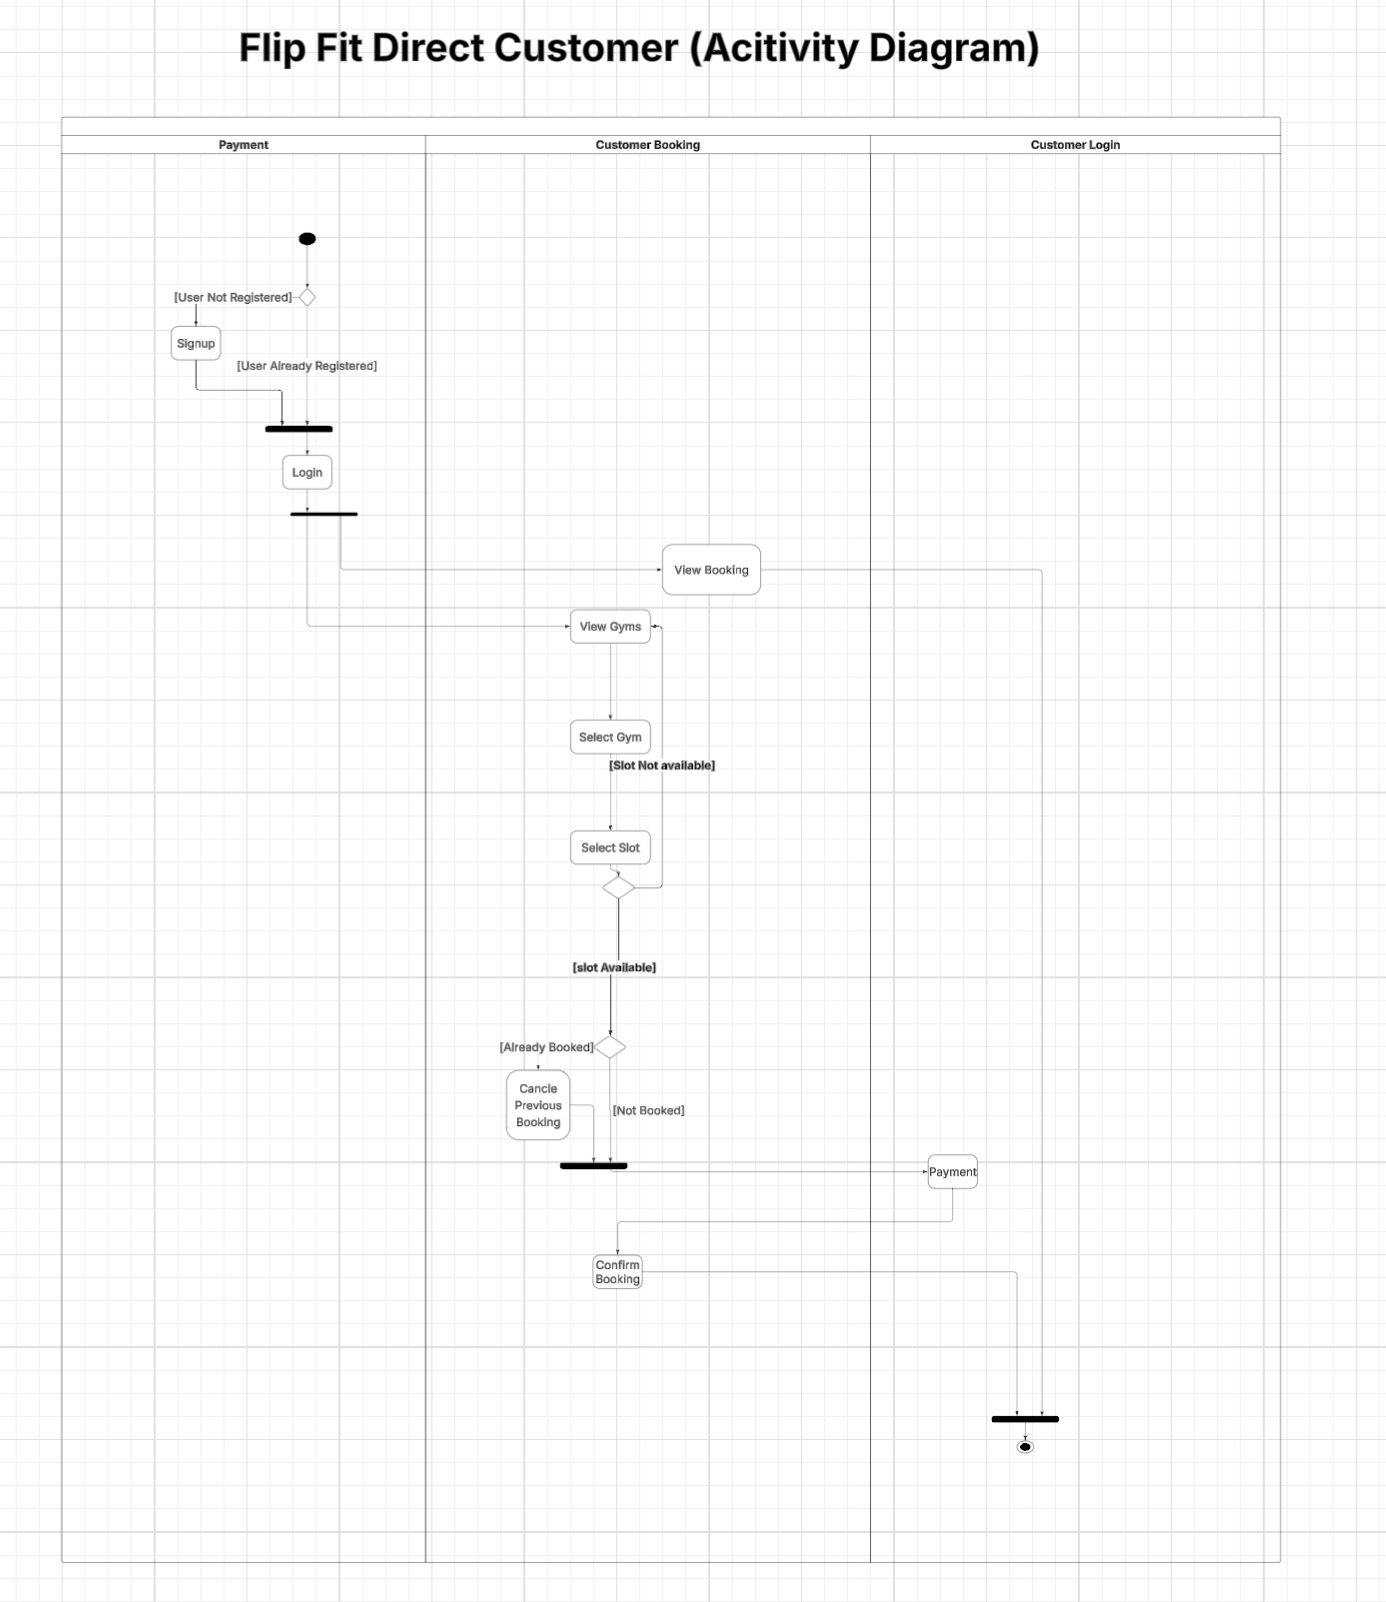 Flip Fit Direct Customer (Acitivity Diagram)
Payment
Customer Booking
Customer Login
[User Not Registered]
Signup
[User Already Registered]
Login
View Booking
View Gyms
Select Gym
[Slot Not available]
Select Slot
[slot Available]
[Already Booked]
Cancle
Previous
Booking
[Not Booked]
Payment
Confirm
Booking